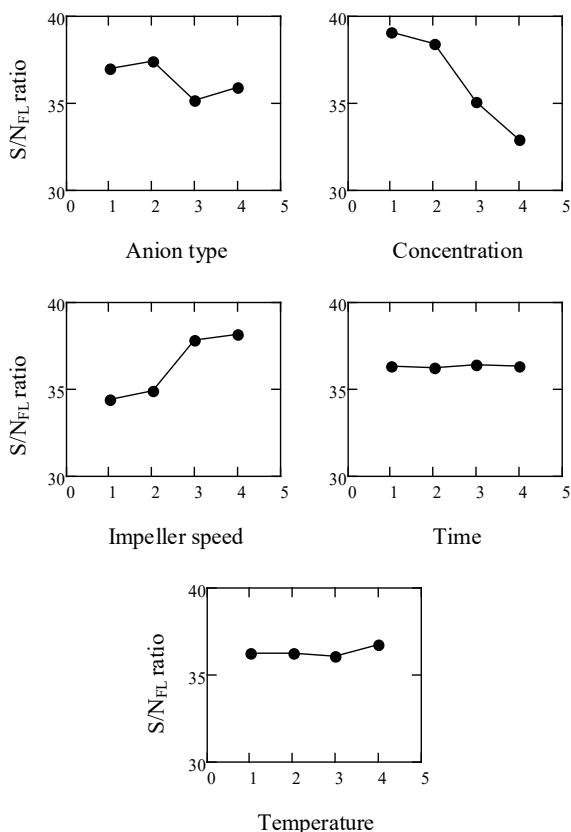 40 40
35 35
30 30
0 1 2 3 4 5 0 1 2 3 4 5
S/NFL ratio
Anion type Concentration
40 40
35 35
30 30
0 1 2 3 4 5 0 1 2 3 4 5
S/NFL ratio
Impeller speed Time
40
35
30
0 1 2 3 4 5
S/NFL ratio
Temperature